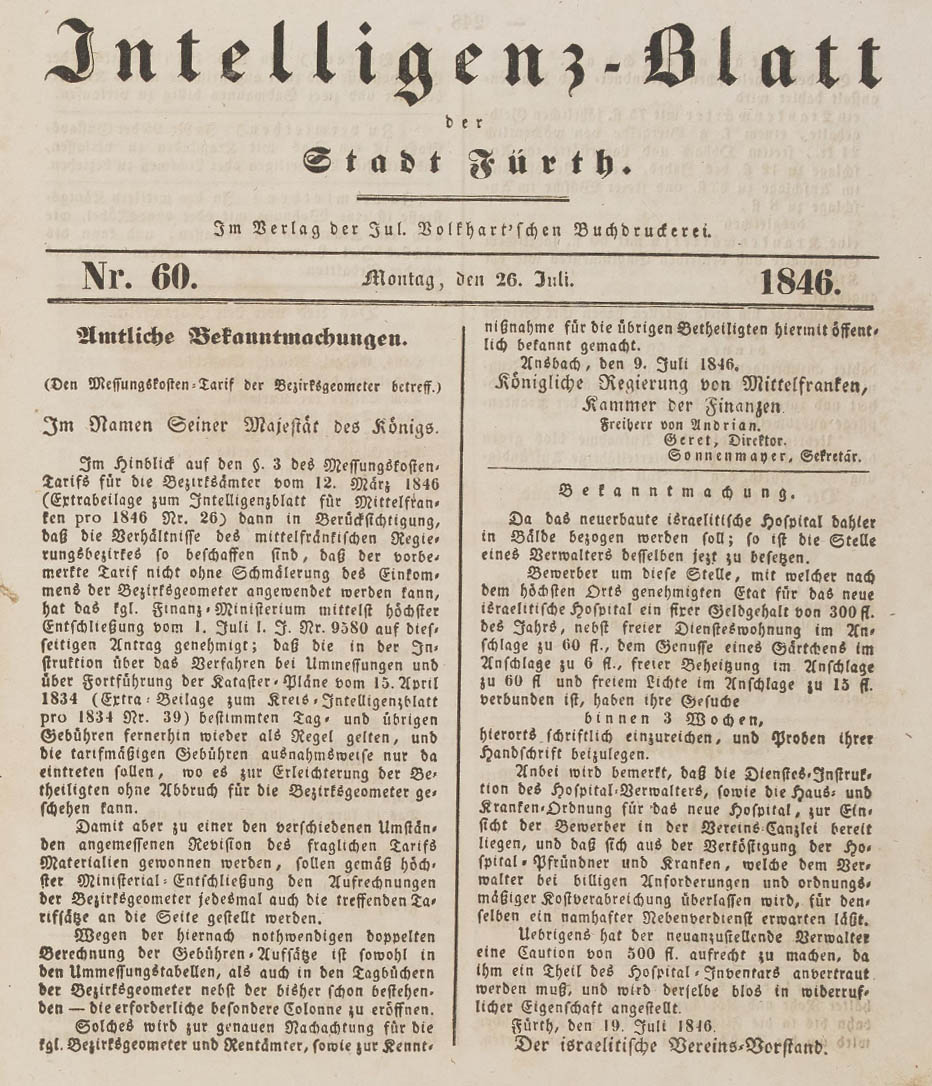 Intelligenz-Blatt
der
Stadt Fürth.
Im Verlag der Jul. Volkhart'schen Buchdruckerei.
Nr. 60.
Montag, den 26. Juli.
1846.
Amtliche Bekanntmachungen.
(Den Messungskosten-Tarif der Bezirksgeometer betreff.)
Im Namen Seiner Majestät des Königs.
Im Hinblick auf den §. 3 des Messungskosten-
Tarifs für die Bezirksämter vom 12. März 1846
(Extrabeilage zum Intelligenzblatt für Mittelfran-
ken pro 1846 Nr. 26) dann in Berücksichtigung,
daß die Verhältnisse des mittelfränkischen Regie-
rungsbezirkes so beschaffen sind, daß der vorbe-
merkte Tarif nicht ohne Schmälerung des Einkom-
mens der Bezirksgeometer angewendet werden kann,
hat das kgl. Finanz-Ministerium mittelst höchster
Entschließung vom 1. Juli l. J. Nr. 9580 auf dies-
seitigen Antrag genehmigt; daß die in der In-
struktion über das Verfahren bei Ummessungen und
über Fortführung der Kataster-Pläne vom 15. April
1834 (Extra-Beilage zum Kreis-Intelligenzblatt
pro 1834 Nr. 39) bestimmten Tag- und übrigen
Gebühren fernerhin wieder als Regel gelten, und
die tarifmäßigen Gebühren ausnahmsweise nur da
eintreten sollen, wo es zur Erleichterung der Be-
theiligten ohne Abbruch für die Bezirksgeometer ge-
schehen kann.
Damit aber zu einer den verschiedenen Umstän-
den angemessenen Revision des fraglichen Tarifs
Materialien gewonnen werden, sollen gemäß höch-
ster Ministerial-Entschließung den Aufrechnungen
der Bezirksgeometer jedesmal auch die treffenden Ta-
rifsätze an die Seite gestellt werden.
Wegen der hiernach nothwendigen doppelten
Berechnung der Gebühren-Aufsätze ist sowohl in
den Ummessungstabellen, als auch in den Tagbüchern
der Bezirksgeometer nebst der bisher schon bestehen-
den — die erforderliche besondere Colonne zu eröffnen.
Solches wird zur genauen Nachachtung für die
kgl. Bezirksgeometer und Rentämter, sowie zur Kennt-
nißnahme für die übrigen Betheiligten hiermit öffent-
lich bekannt gemacht.
Ansbach, den 9. Juli 1846.
Königliche Regierung von Mittelfranken,
Kammer der Finanzen
Freiherr von Andrian.
Geret, Direktor.
Sonnenmayer, Sekretär.
Bekanntmachung.
Da das neuerbaute israelitische Hospital dahier
in Bälde bezogen werden soll; so ist die Stelle
eines Verwalters desselben jezt zu besetzen.
Bewerber um diese Stelle, mit welcher nach
dem höchsten Orts genehmigten Etat für das neue
israelitische Hospital ein fixer Geldgehalt von 300 fl.
des Jahrs, nebst freier Dienstewohnung im An-
schlage zu 60 fl., dem Genusse eines Gärtchens im
Anschlage zu 6 fl., freier Beheitzung im Anschlage
zu 60 fl und freiem Lichte im Anschlage zu 15 fl.
verbunden ist, haben ihre Gesuche
binnen 3 Wochen,
hierorts schriftlich einzureichen, und Proben ihrer
Handschrift beizulegen.
Anbei wird bemerkt, daß die Dienstes-Instruk-
tion des Hospital-Verwalters, sowie die Haus- und
Kranken-Ordnung für das neue Hospital, zur Ein-
sicht der Bewerber in der Vereins-Canzlei bereit
liegen, und daß sich aus der Verköstigung der Ho-
spital-Pfründner und Kranken, welche dem Ver-
walter bei billigen Anforderungen und ordnungs-
mäßiger Kostverabreichung überlassen wird, für den-
selben ein namhafter Nebenverdienst erwarten läßt.
Uebrigens hat der neuanzustellende Verwalter
eine Caution von 500 fl. aufrecht zu machen, da
ihm ein Theil des Hospital-Inventars anvertraut
werden muß, und wird derselbe blos in widerruf-
licher Eigenschaft angestellt.
Fürth, den 19. Juli 1846.
Der israelitische Vereins-Vorstand.